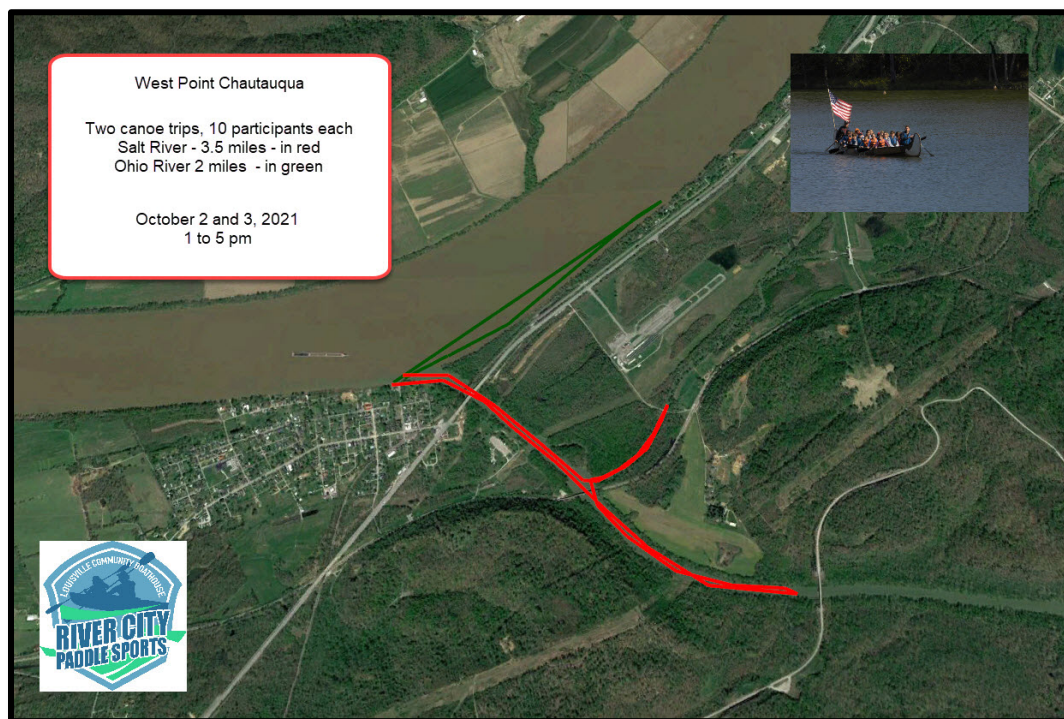 West Point Chautauqua
Two canoe trips, 10 participants each
Salt River - 3.5 miles - in red
Ohio River 2 miles - in green
October 2 and 3, 2021
1 to 5 pm
LOUISVILLE COMMUNITY BOATHOUSE
RIVER CITY
PADDLE SPORTS